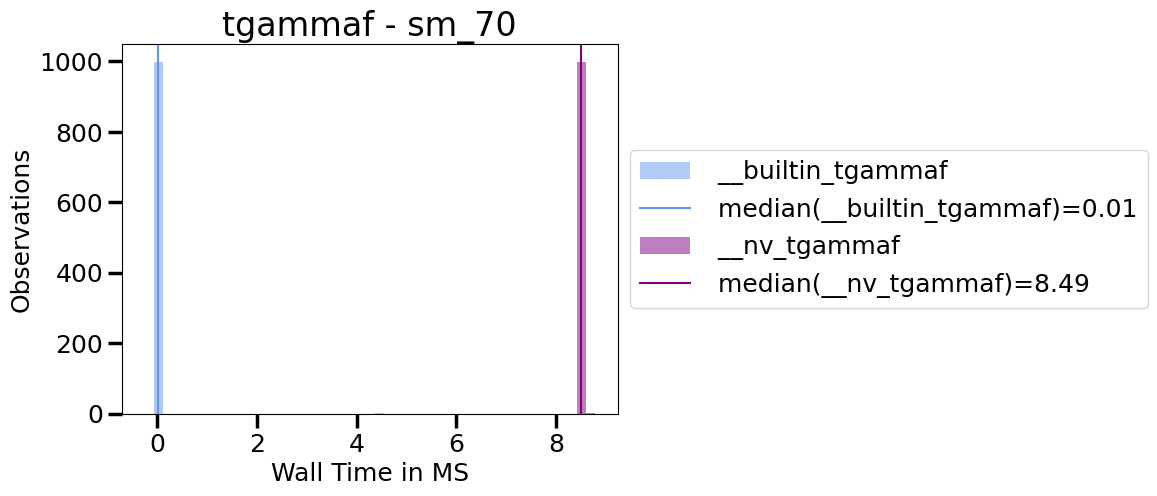 tgammaf - sm_70
Observations
1000
800
600
400
200
0
0 2 4 6 8
Wall Time in MS
__builtin_tgammaf
median(__builtin_tgammaf)=0.01
__nv_tgammaf
median(__nv_tgammaf)=8.49